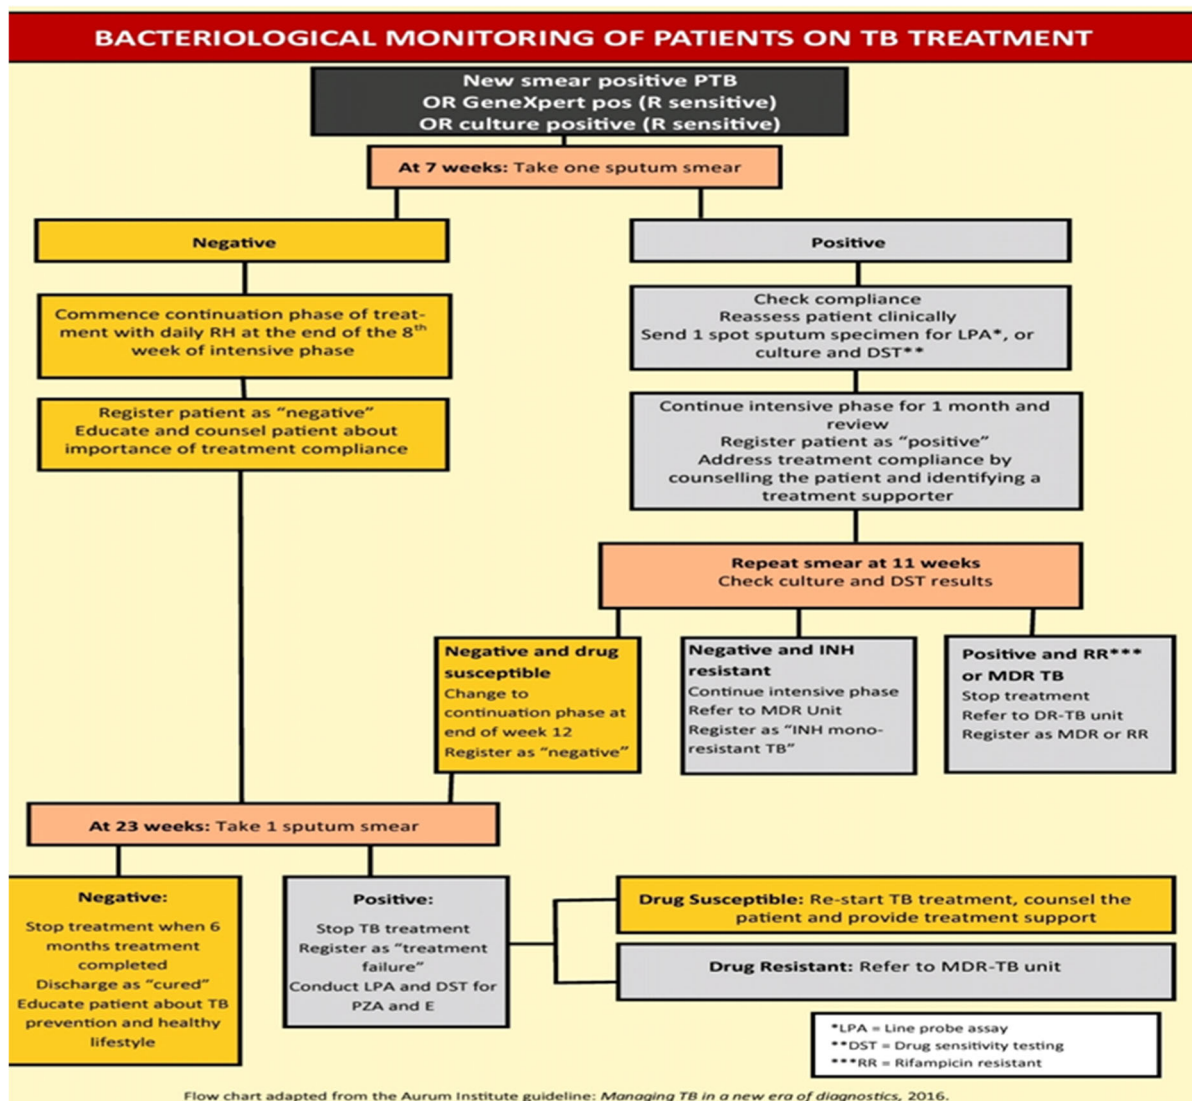 BACTERIOLOGICAL MONITORING OF PATIENTS ON TB TREATMENT
New smear positive PTB
OR GeneXpert pos (R sensitive)
OR culture positive (R sensitive)
At 7 weeks: Take one sputum smear
Negative
Commence continuation phase of treat-
ment with daily RH at the end of the 8th
week of intensive phase
Register patient as “negative”
Educate and counsel patient about
importance of treatment compliance
Positive
Check compliance
Reassess patient clinically
Send 1 spot sputum specimen for LPA*, or
culture and DST**
Continue intensive phase for 1 month and
review
Register patient as “positive”
Address treatment compliance by
counselling the patient and identifying a
treatment supporter
Repeat smear at 11 weeks
Check culture and DST results
Negative and drug
susceptible
Change to
continuation phase at
end of week 12
Register as “negative”
Negative and INH
resistant
Continue intensive phase
Refer to MDR Unit
Register as “INH mono-
resistant TB”
Positive and RR***
or MDR TB
Stop treatment
Refer to DR-TB unit
Register as MDR or RR
At 23 weeks: Take 1 sputum smear
Negative:
Stop treatment when 6
months treatment
completed
Discharge as “cured”
Educate patient about TB
prevention and healthy
lifestyle
Positive:
Stop TB treatment
Register as “treatment
failure”
Conduct LPA and DST for
PZA and E
Drug Susceptible: Re-start TB treatment, counsel the
patient and provide treatment support
Drug Resistant: Refer to MDR-TB unit
*LPA = Line probe assay
**DST = Drug sensitivity testing
***RR = Rifampicin resistant
Flow chart adapted from the Aurum Institute guideline: Managing TB in a new era of diagnostics, 2016.